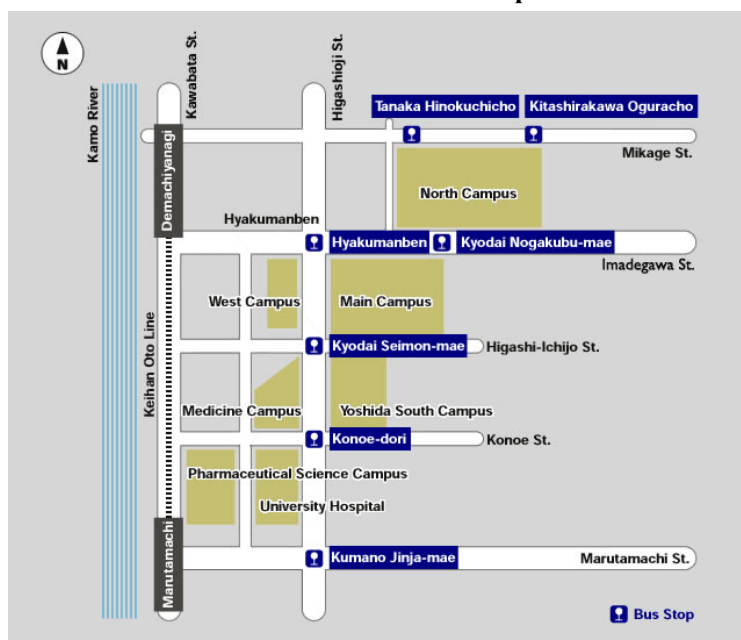 N
Kamo River
Kawabata St.
Higashioji St.
Tanaka Hinokuchicho
Kitashirakawa Oguracho
Mikage St.
Demachiyanagi
North Campus
Hyakumanben
Hyakumanben
Kyodai Nogakubu-mae
Imadegawa St.
West Campus
Main Campus
Keihan Oto Line
Kyodai Seimon-mae
Higashi-Ichijo St.
Medicine Campus
Yoshida South Campus
Konoe-dori
Konoe St.
Pharmaceutical Science Campus
University Hospital
Marutamachi
Kumano Jinja-mae
Marutamachi St.
Bus Stop